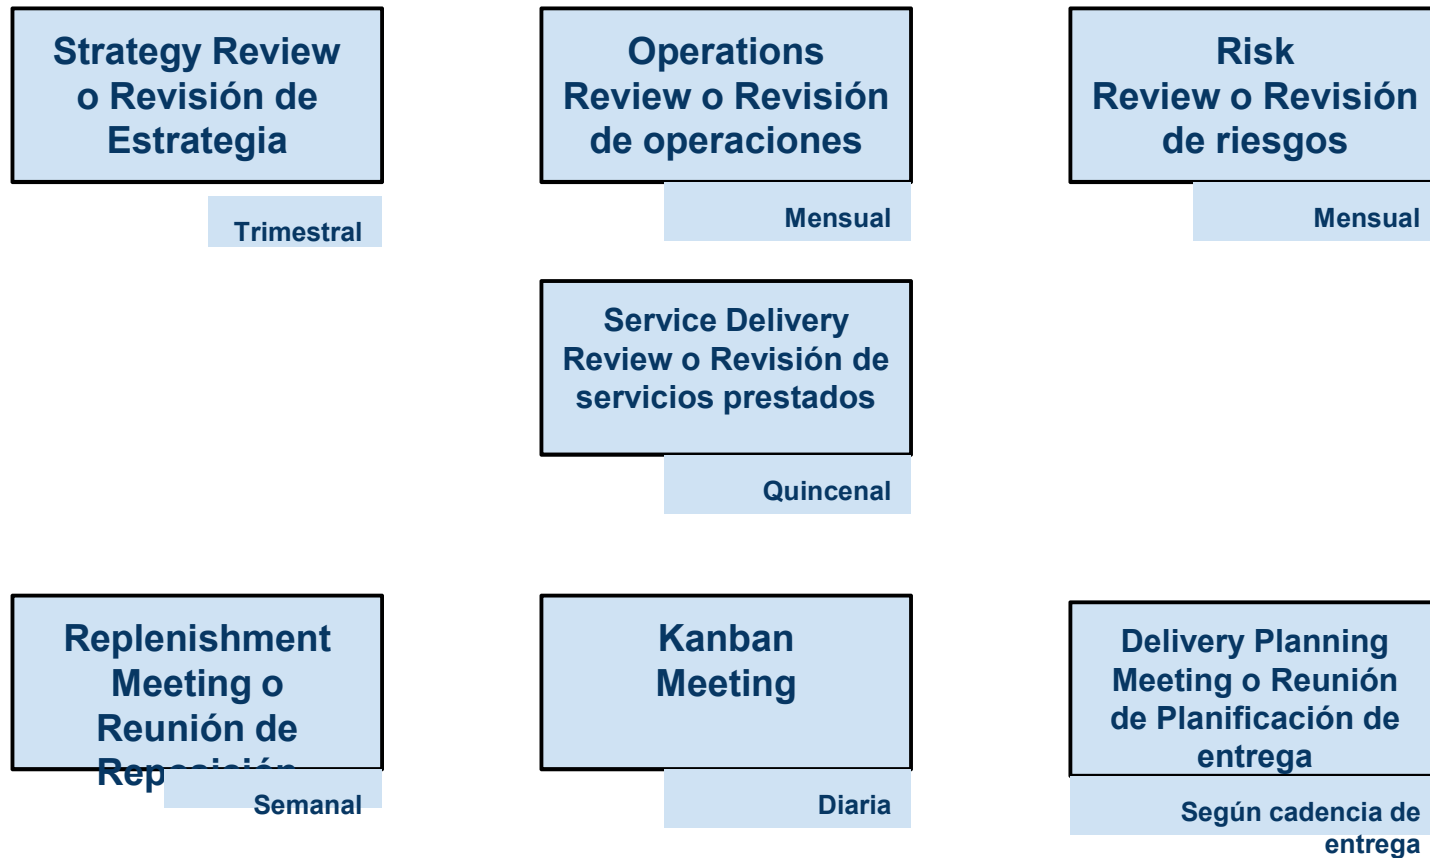 Strategy Review
o Revisión de
Estrategia
Trimestral
Operations
Review o Revisión
de operaciones
Mensual
Risk
Review o Revisión
de riesgos
Mensual
Service Delivery
Review o Revisión de
servicios prestados
Quincenal
Replenishment
Meeting o
Reunión de
Reposición
Semanal
Kanban
Meeting
Diaria
Delivery Planning
Meeting o Reunión
de Planificación de
entrega
Según cadencia de
entrega